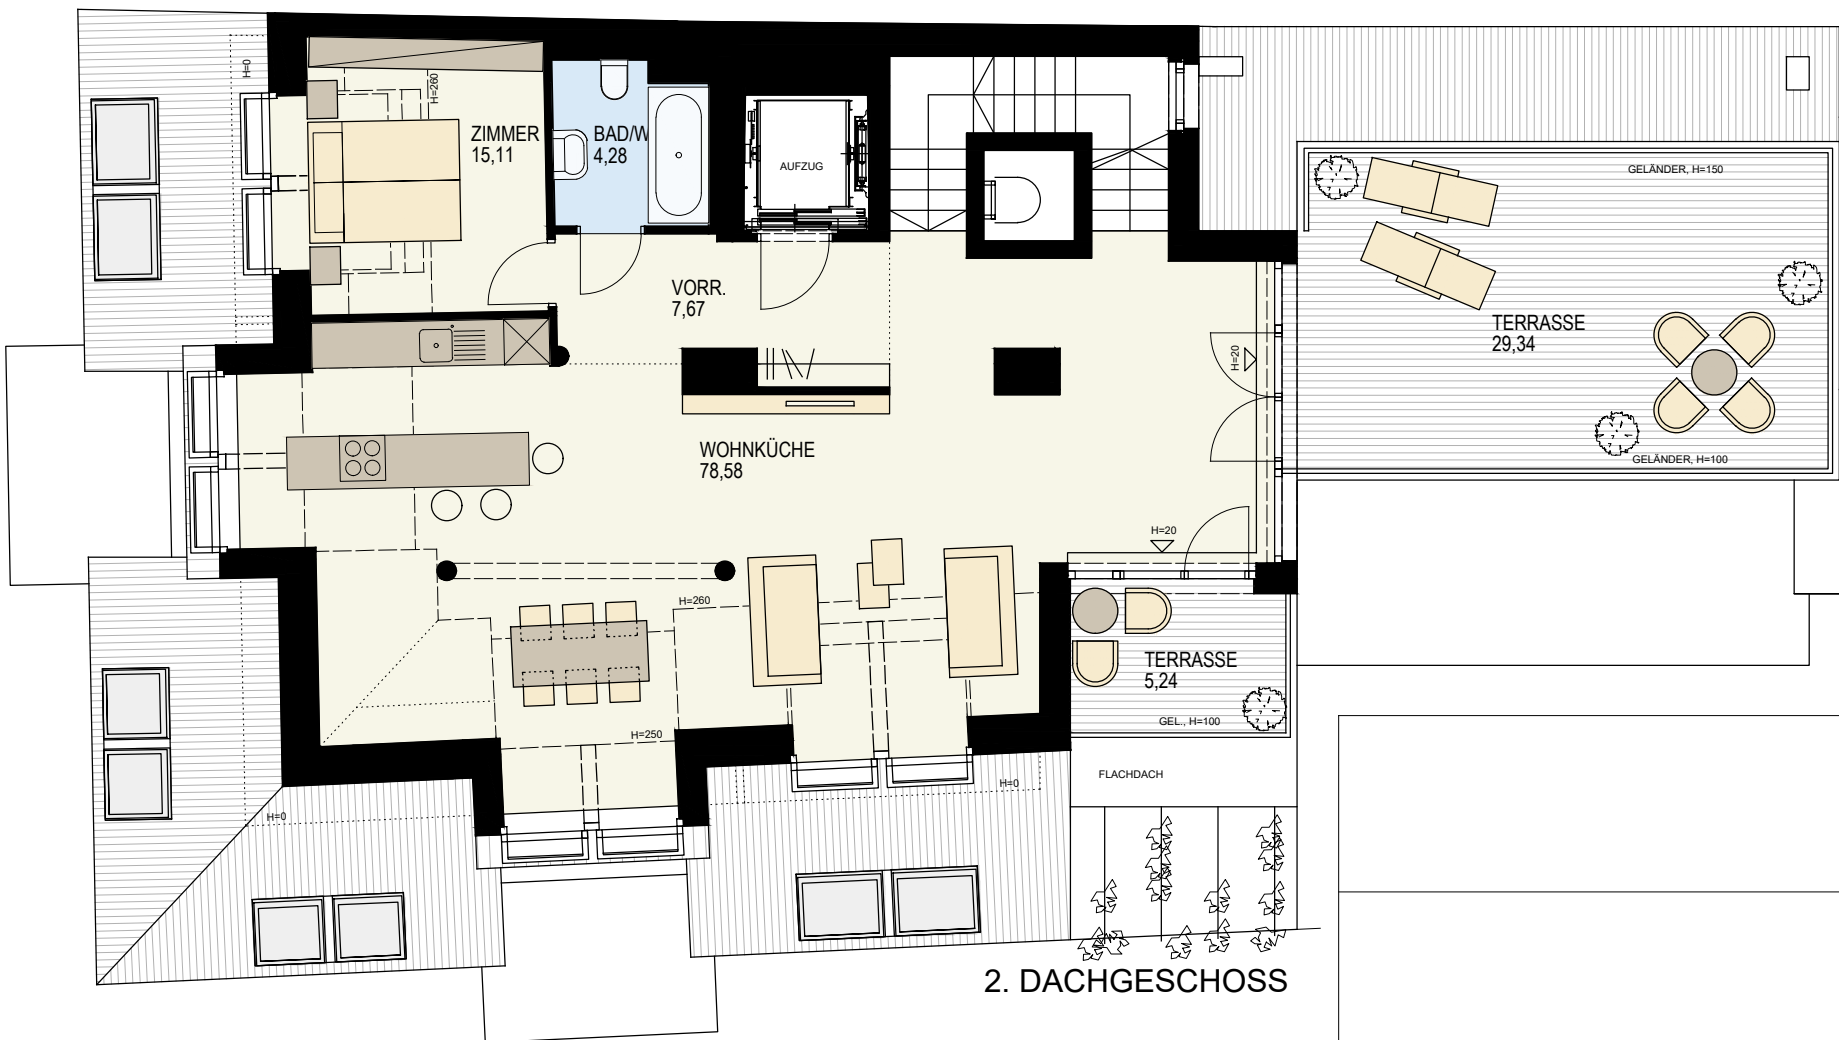 H=0
H=260
ZIMMER
15,11
BAD/W
4,28
AUFZUG
GELÄNDER, H=150
VORR.
7,67
TERRASSE
29,34
H=20
WOHNKÜCHE
78,58
GELÄNDER, H=100
H=20
H=260
TERRASSE
5,24
GEL., H=100
H=250
FLACHDACH
H=0
H=0
2. DACHGESCHOSS